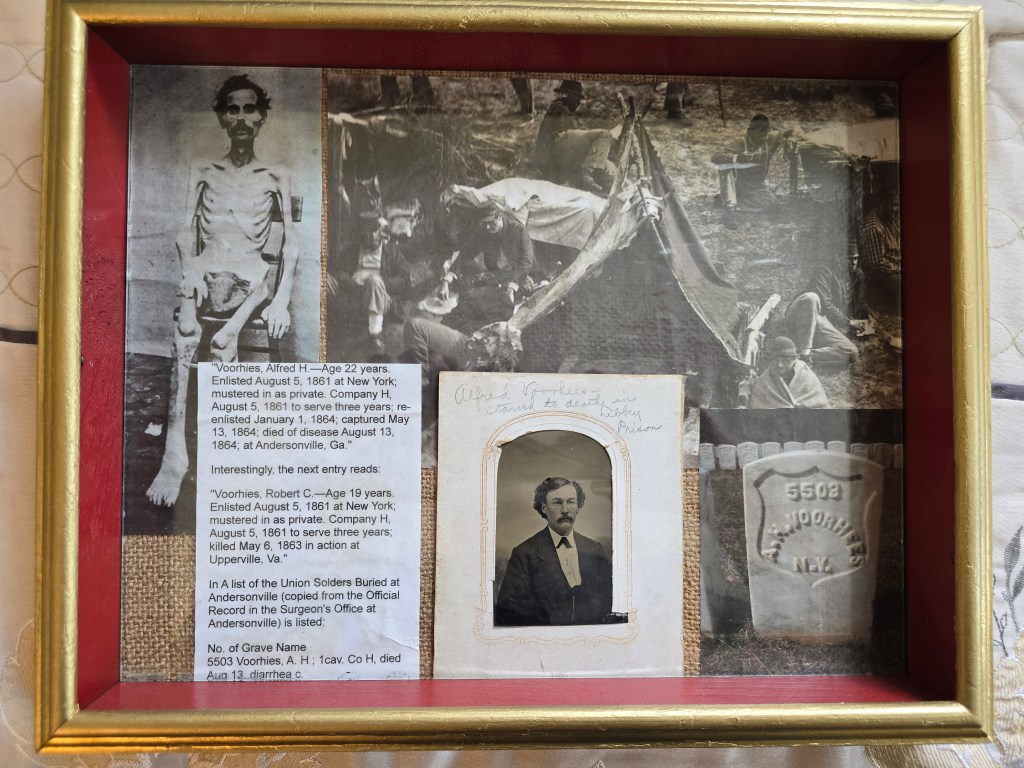 "Voorhies, Alfred H.—Age 22 years.
Enlisted August 5, 1861 at New York;
mustered in as private. Company H,
August 5, 1861 to serve three years; re-
enlisted January 1, 1864; captured May
13, 1864; died of disease August 13,
1864; at Andersonville, Ga."
Interestingly, the next entry reads:
"Voorhies, Robert C.—Age 19 years.
Enlisted August 5, 1861 at New York;
mustered in as private. Company H,
August 5, 1861 to serve three years;
killed May 6, 1863 in action at
Upperville, Va."
In A list of the Union Solders Buried at
Andersonville (copied from the Official
Record in the Surgeon's Office at
Andersonville) is listed:
No. of Grave Name
5503 Voorhies, A. H ; 1cav. Co H, died
Aug 13, diarrhea c.
Alfred Voorhies—
starved to death in
Libbey
Prison
5503
A.H. VOORHIES
N.Y.